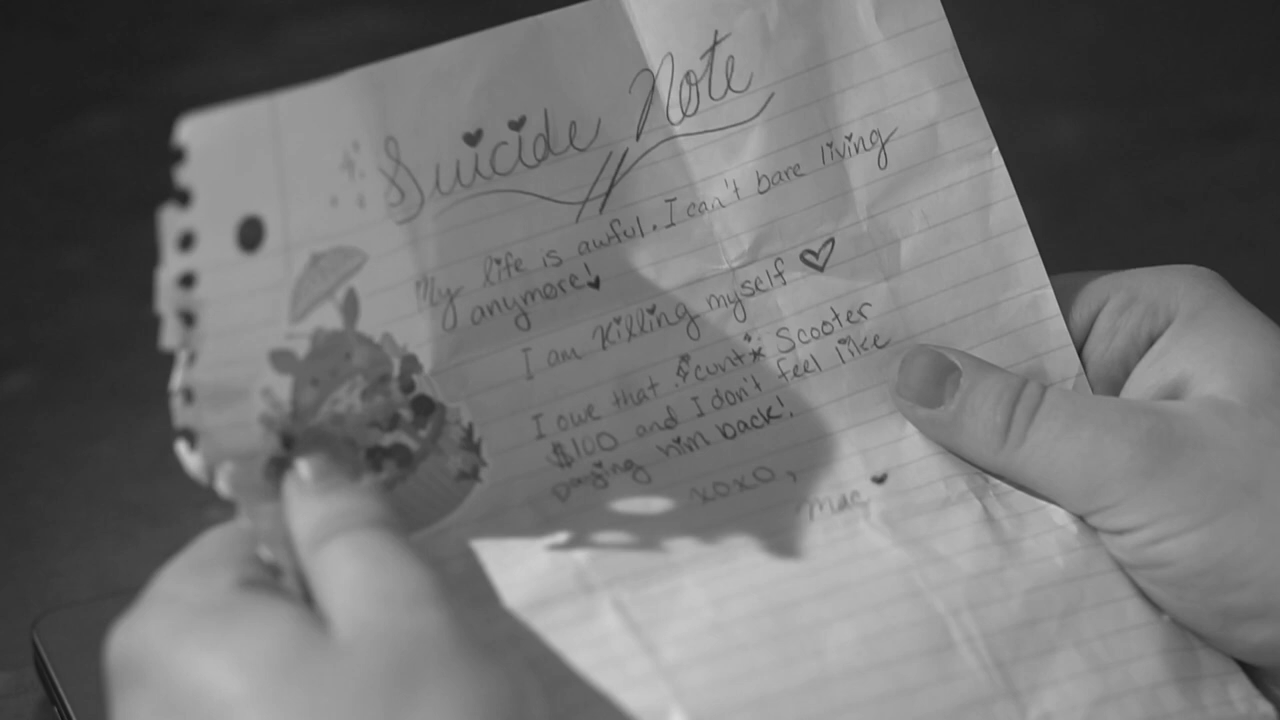 Suicide Note
My life is awful. I can't bare living
anymore!
I am killing myself
I owe that cunt Scooter
$100 and I don't feel like
paying him back!
xoxo,
Mac